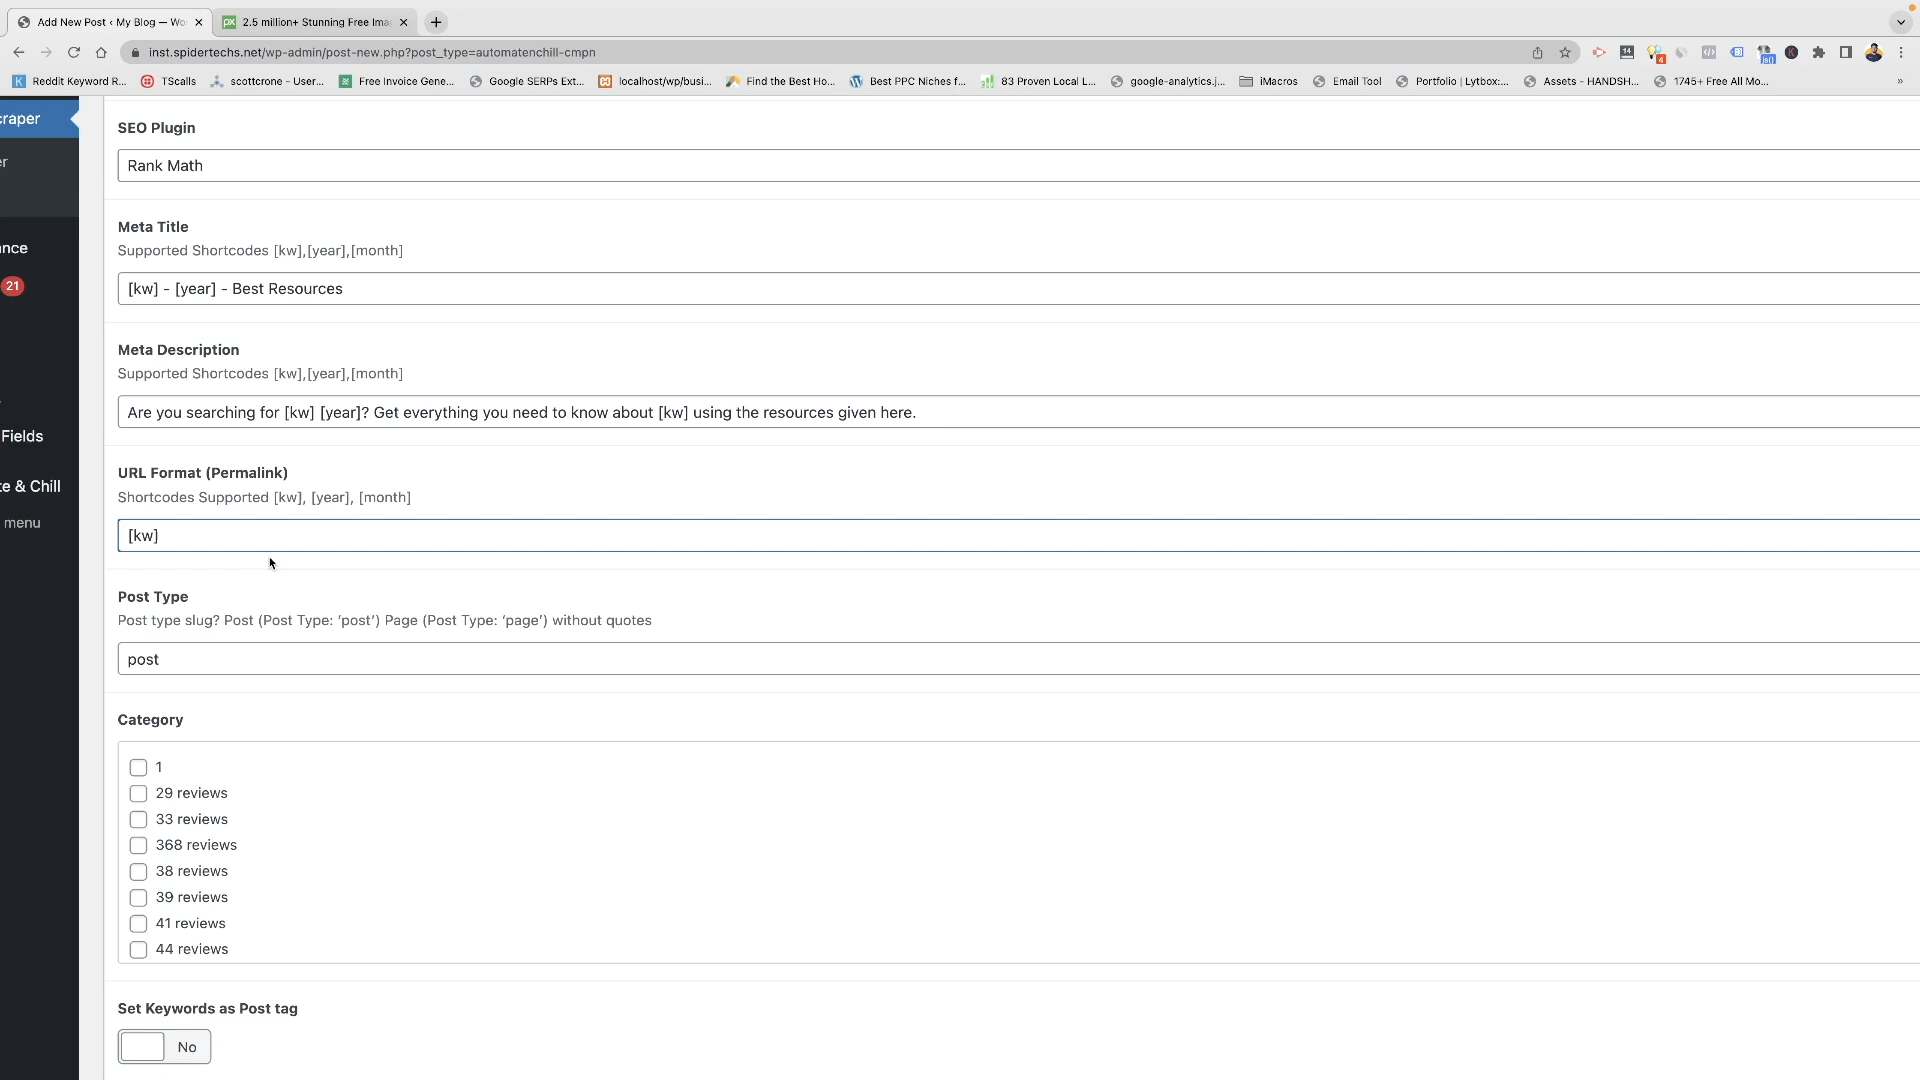 Add New Post ‹ My Blog — Wo
2.5 million+ Stunning Free Ima
inst.spidertechs.net/wp-admin/post-new.php?post_type=automatenchill-cmpn
Reddit Keyword R...
TScalls
scottcrone - User...
Free Invoice Gene...
Google SERPs Ext...
localhost/wp/busi...
Find the Best Ho...
Best PPC Niches f...
83 Proven Local L...
google-analytics.j...
iMacros
Email Tool
Portfolio | Lytbox:...
Assets - HANDSH...
1745+ Free All Mo...
craper
er
ance
21
Fields
te & Chill
menu
SEO Plugin
Rank Math
Meta Title
Supported Shortcodes [kw],[year],[month]
[kw] - [year] - Best Resources
Meta Description
Supported Shortcodes [kw],[year],[month]
Are you searching for [kw] [year]? Get everything you need to know about [kw] using the resources given here.
URL Format (Permalink)
Shortcodes Supported [kw], [year], [month]
[kw]
Post Type
Post type slug? Post (Post Type: ‘post’) Page (Post Type: ‘page’) without quotes
post
Category
1
29 reviews
33 reviews
368 reviews
38 reviews
39 reviews
41 reviews
44 reviews
Set Keywords as Post tag
No